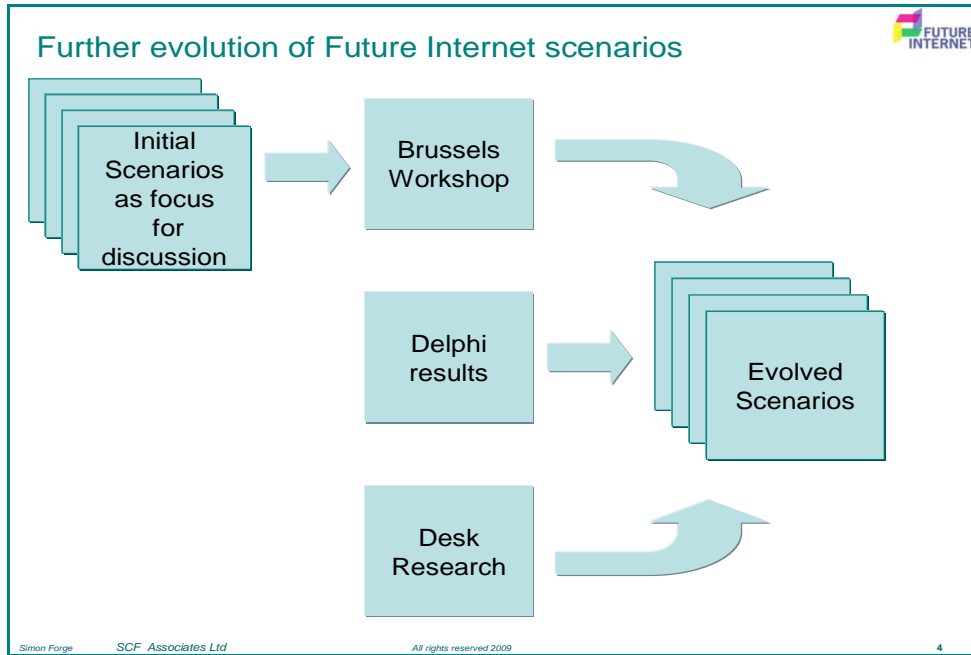 Further evolution of Future Internet scenarios
FUTURE
INTERNET
Initial
Scenarios
as focus
for
discussion
Brussels
Workshop
Delphi
results
Evolved
Scenarios
Desk
Research
Simon Forge
SCF Associates Ltd
All rights reserved 2009
4